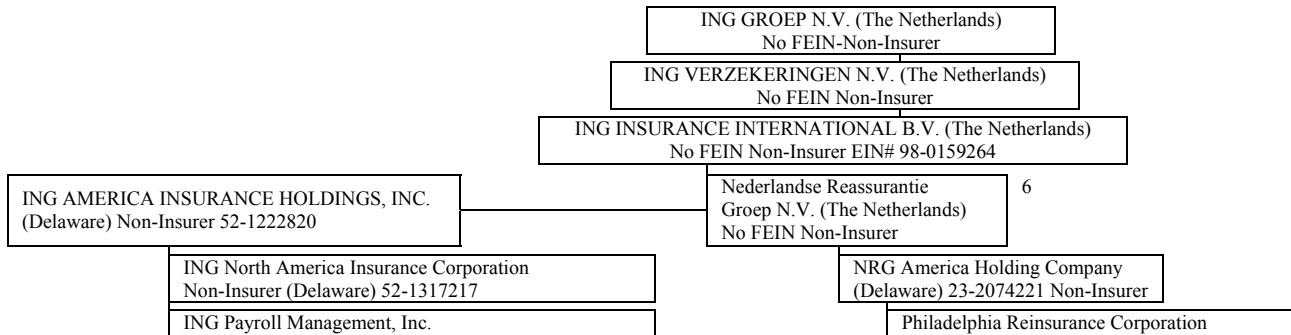 ING GROEP N.V. (The Netherlands)
No FEIN-Non-Insurer
ING VERZEKERINGEN N.V. (The Netherlands)
No FEIN Non-Insurer
ING INSURANCE INTERNATIONAL B.V. (The Netherlands)
No FEIN Non-Insurer EIN# 98-0159264
ING AMERICA INSURANCE HOLDINGS, INC.
(Delaware) Non-Insurer 52-1222820
Nederlandse Reassurantie
Groep N.V. (The Netherlands)
No FEIN Non-Insurer
6
ING North America Insurance Corporation
Non-Insurer (Delaware) 52-1317217
NRG America Holding Company
(Delaware) 23-2074221 Non-Insurer
ING Payroll Management, Inc.
Philadelphia Reinsurance Corporation